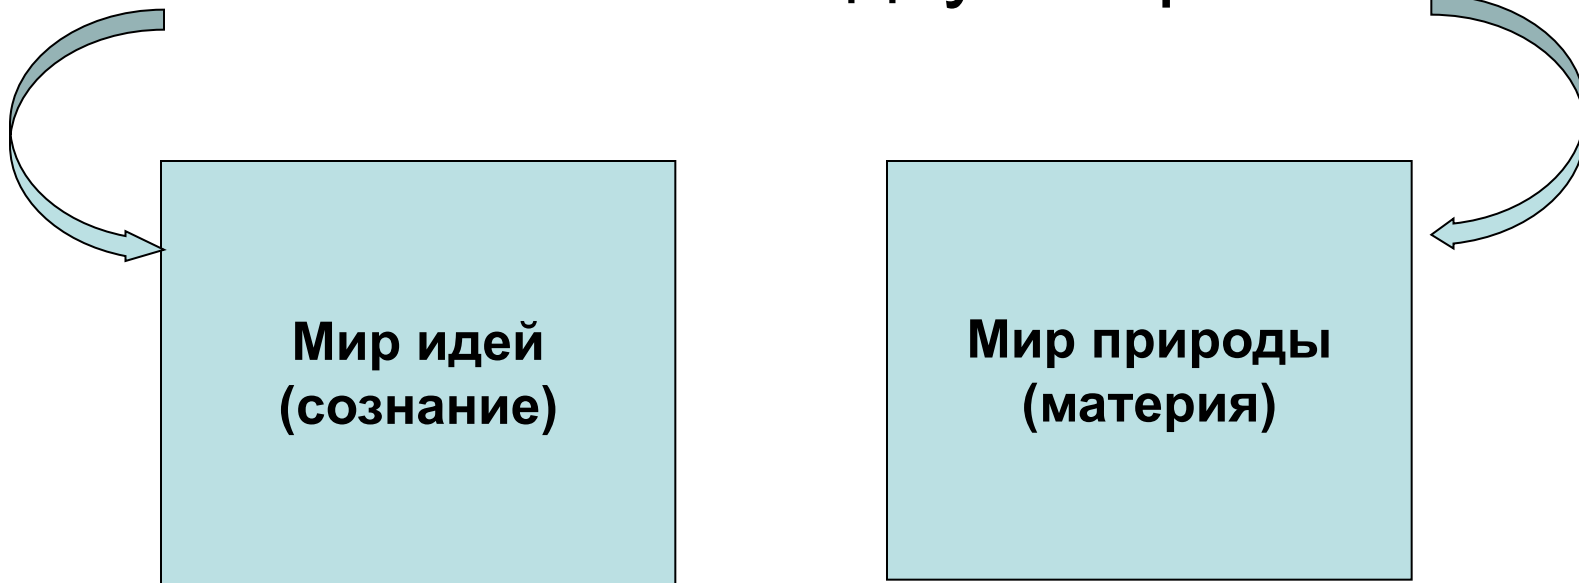 Мир идей
(сознание)
Мир природы
(материя)